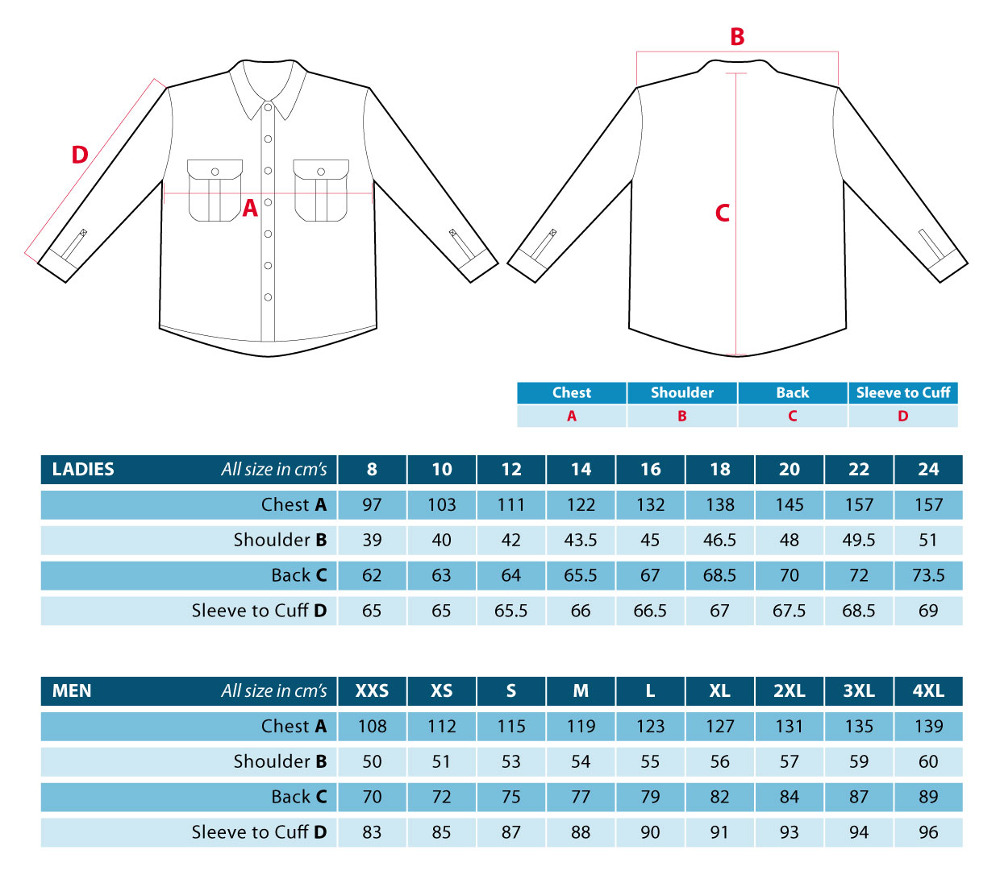 B
D
A
C
Chest Shoulder Back Sleeve to Cuff
A B C D
LADIES All size in cm's 8 10 12 14 16 18 20 22 24
Chest A 97 103 111 122 132 138 145 157 157
Shoulder B 39 40 42 43.5 45 46.5 48 49.5 51
Back C 62 63 64 65.5 67 68.5 70 72 73.5
Sleeve to Cuff D 65 65 65.5 66 66.5 67 67.5 68.5 69
MEN All size in cm's XXS XS S M L XL 2XL 3XL 4XL
Chest A 108 112 115 119 123 127 131 135 139
Shoulder B 50 51 53 54 55 56 57 59 60
Back C 70 72 75 77 79 82 84 87 89
Sleeve to Cuff D 83 85 87 88 90 91 93 94 96